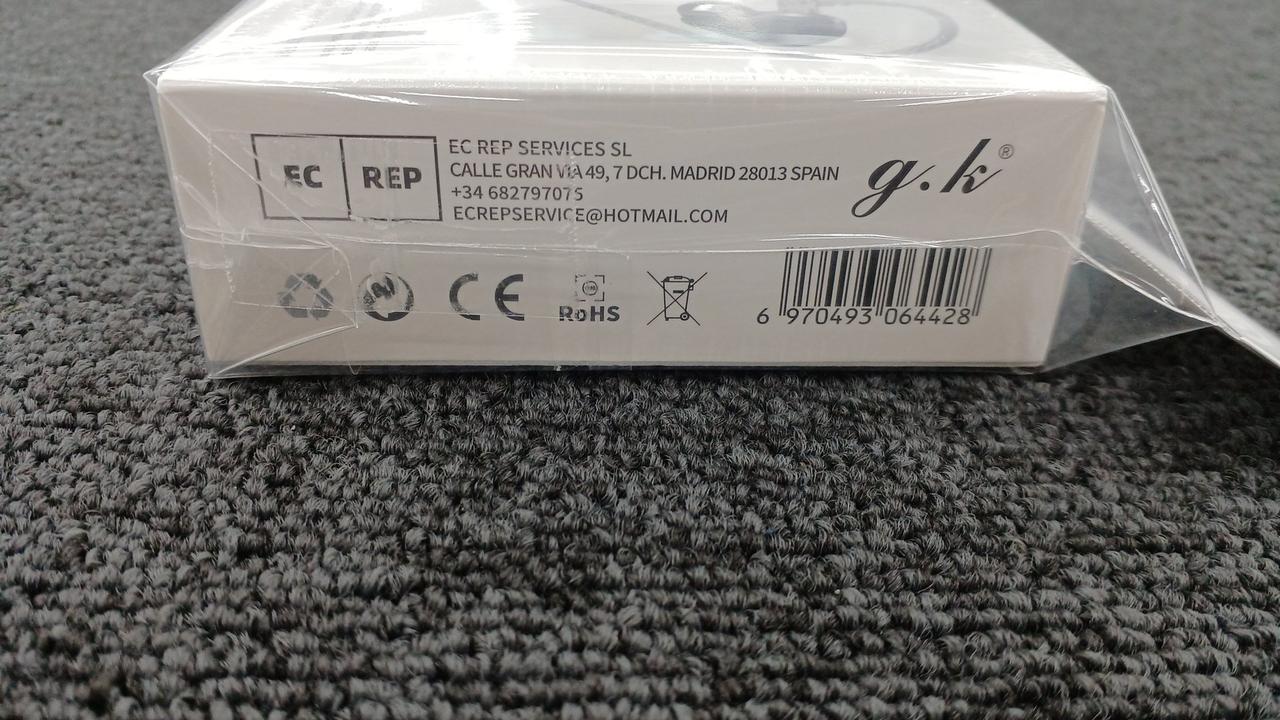 EC REP
EC REP SERVICES SL
CALLE GRAN VIA 49, 7 DCH. MADRID 28013 SPAIN
+34 682797075
ECREPSERVICE@HOTMAIL.COM
g.k®
CE
RoHS
6 970493 064428